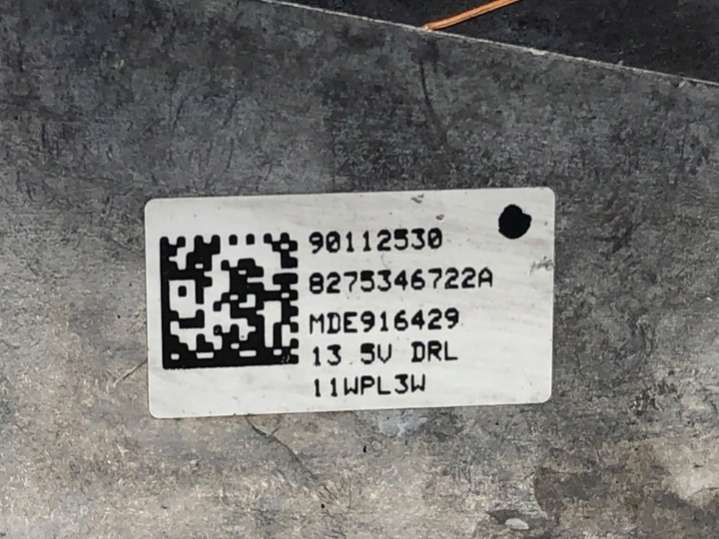 90112530
8275346722A
MDE916429
13.5V DRL
11WPL3W